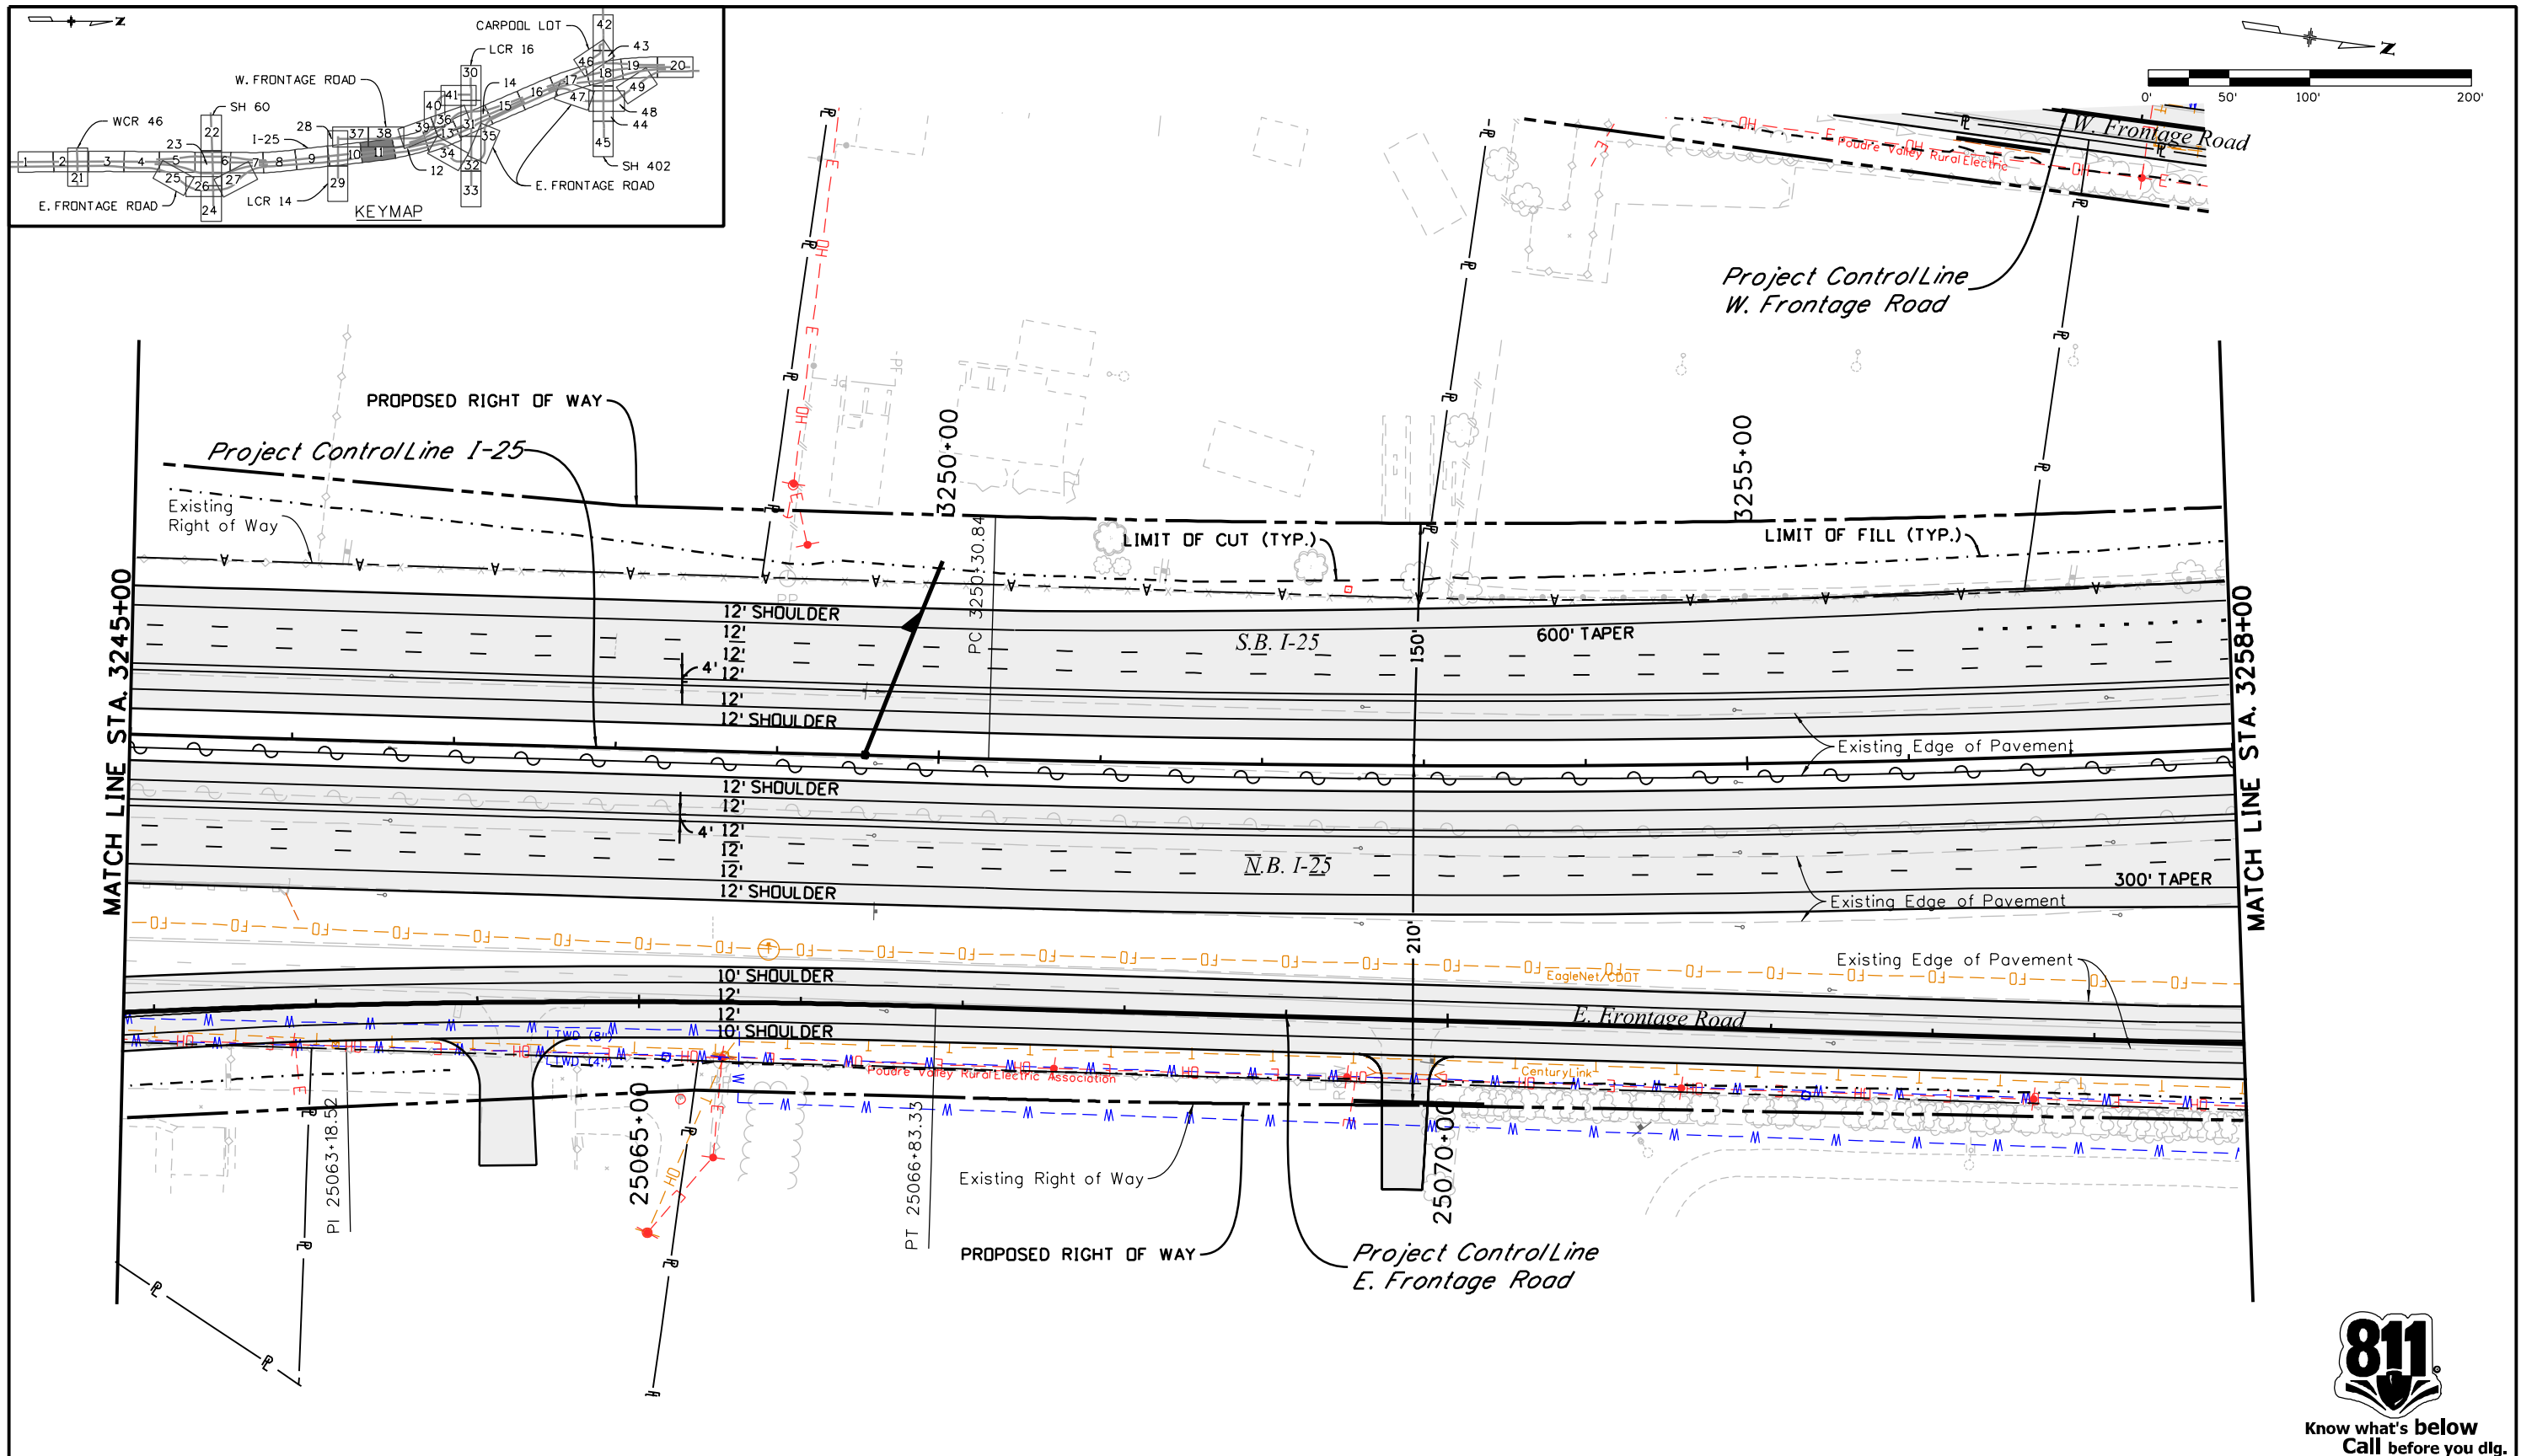 N
CARPOOL LOT
42
LCR 16
43
30
46
19
20
W. FRONTAGE ROAD
14
17
18
49
SH 60
41
16
47
40
15
48
WCR 46
28
36
31
44
22
I-25
37
38
39
13
35
45
23
34
1
2
3
4
5
6
7
8
9
10
11
12
32
SH 402
21
25
26
27
29
33
E. FRONTAGE ROAD
E. FRONTAGE ROAD
24
LCR 14
KEYMAP
N
0'
50'
100'
200'
W. Frontage Road
Poudre Valley Rural Electric
Project Control Line
W. Frontage Road
PROPOSED RIGHT OF WAY
Project Control Line I-25
Existing
Right of Way
3250+00
3255+00
PC 3250+30.84
LIMIT OF CUT (TYP.)
LIMIT OF FILL (TYP.)
MATCH LINE STA. 3245+00
MATCH LINE STA. 3258+00
PP
12' SHOULDER
12'
12'
4'
12'
12'
12' SHOULDER
S.B. I-25
150'
600' TAPER
Existing Edge of Pavement
12' SHOULDER
12'
4'
12'
12'
12'
12' SHOULDER
N.B. I-25
300' TAPER
Existing Edge of Pavement
210'
EagleNet/CDOT
Existing Edge of Pavement
10' SHOULDER
12'
12'
10' SHOULDER
E. Frontage Road
LTWD (8")
LTWD (4")
Poudre Valley Rural Electric Association
CenturyLink
PI 25063+18.52
25065+00
PT 25066+83.33
25070+00
Existing Right of Way
PROPOSED RIGHT OF WAY
Project Control Line
E. Frontage Road
811
Know what's below
Call before you dig.